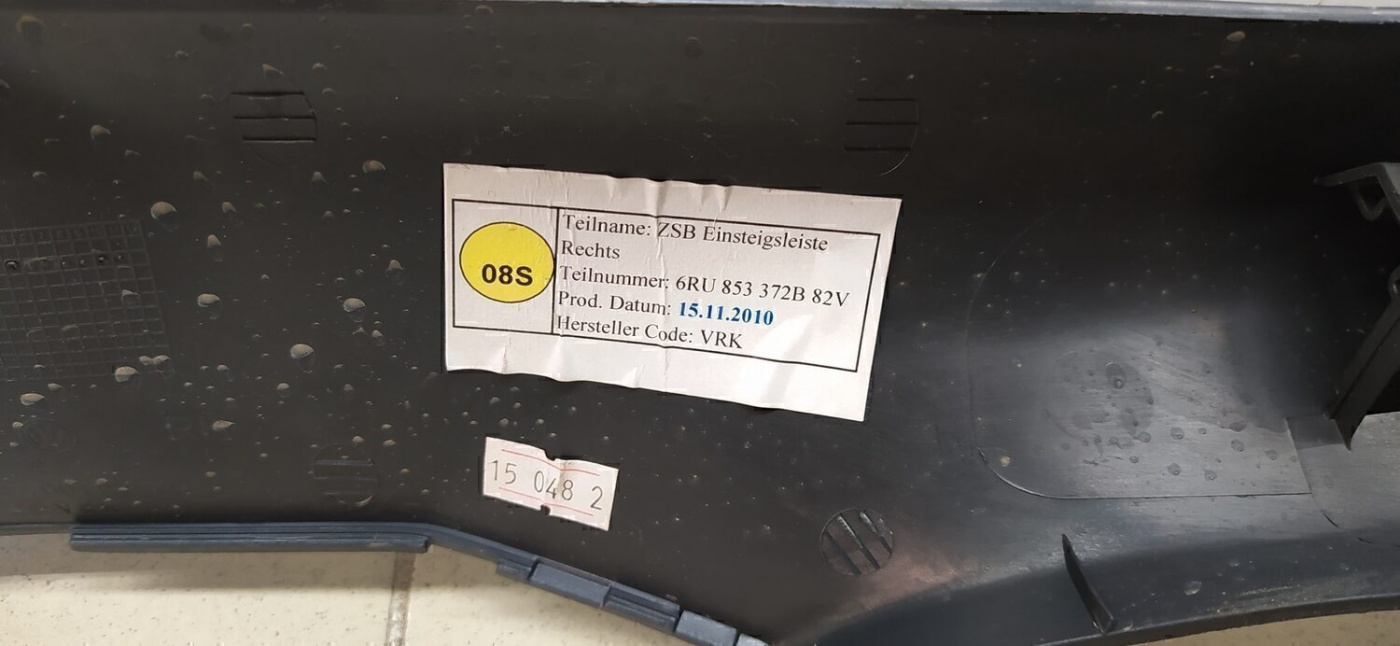 08S
Teilname: ZSB Einsteigsleiste
Rechts
Teilnummer: 6RU 853 372B 82V
Prod. Datum: 15.11.2010
Hersteller Code: VRK
15 048 2